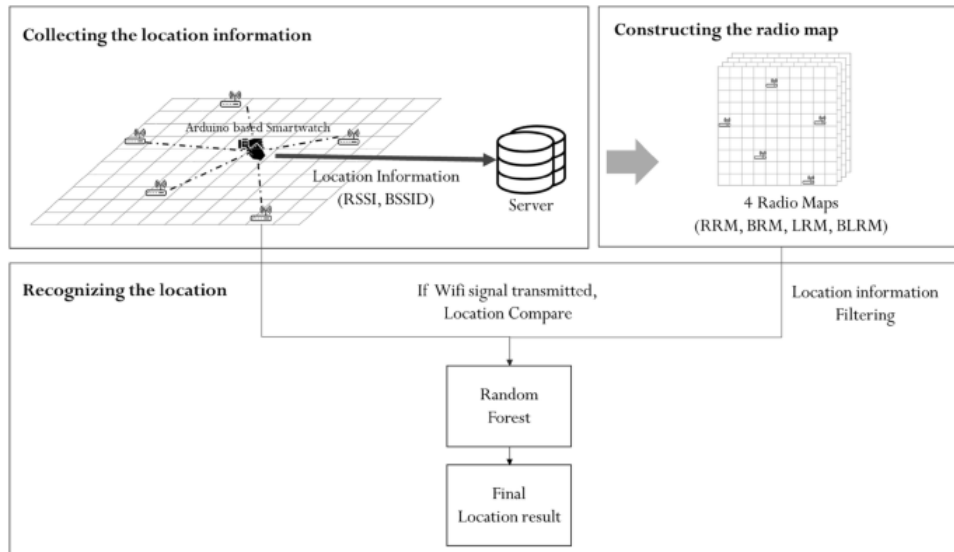 Collecting the location information
Arduino based Smartwatch
Location Information
(RSSI, BSSID)
Server
Constructing the radio map
4 Radio Maps
(RRM, BRM, LRM, BLRM)
Recognizing the location
If Wifi signal transmitted,
Location Compare
Location information
Filtering
Random
Forest
Final
Location result